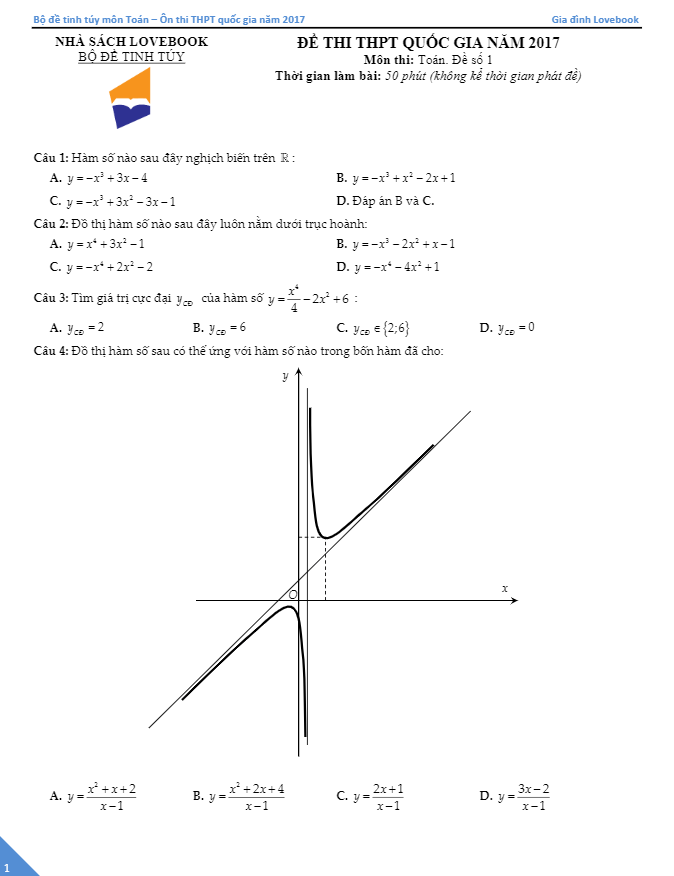 Bộ đề tinh túy môn Toán – Ôn thi THPT quốc gia năm 2017 Gia đình Lovebook
NHÀ SÁCH LOVEBOOK ĐỀ THI THPT QUỐC GIA NĂM 2017
BỘ ĐỀ TINH TÚY Môn thi: Toán. Đề số 1
Thời gian làm bài: 50 phút (không kể thời gian phát đề)
Câu 1: Hàm số nào sau đây nghịch biến trên ℝ :
A. y = −x³ + 3x − 4 B. y = −x³ + x² − 2x + 1
C. y = −x³ + 3x² − 3x − 1 D. Đáp án B và C.
Câu 2: Đồ thị hàm số nào sau đây luôn nằm dưới trục hoành:
A. y = x⁴ + 3x² − 1 B. y = −x³ − 2x² + x − 1
C. y = −x⁴ + 2x² − 2 D. y = −x⁴ − 4x² + 1
Câu 3: Tìm giá trị cực đại y_CĐ của hàm số y = x⁴/4 − 2x² + 6 :
A. y_CĐ = 2 B. y_CĐ = 6 C. y_CĐ ∈ {2;6} D. y_CĐ = 0
Câu 4: Đồ thị hàm số sau có thể ứng với hàm số nào trong bốn hàm đã cho:
y
x
O
A. y = (x² + x + 2)/(x − 1) B. y = (x² + 2x + 4)/(x − 1) C. y = (2x + 1)/(x − 1) D. y = (3x − 2)/(x − 1)
1